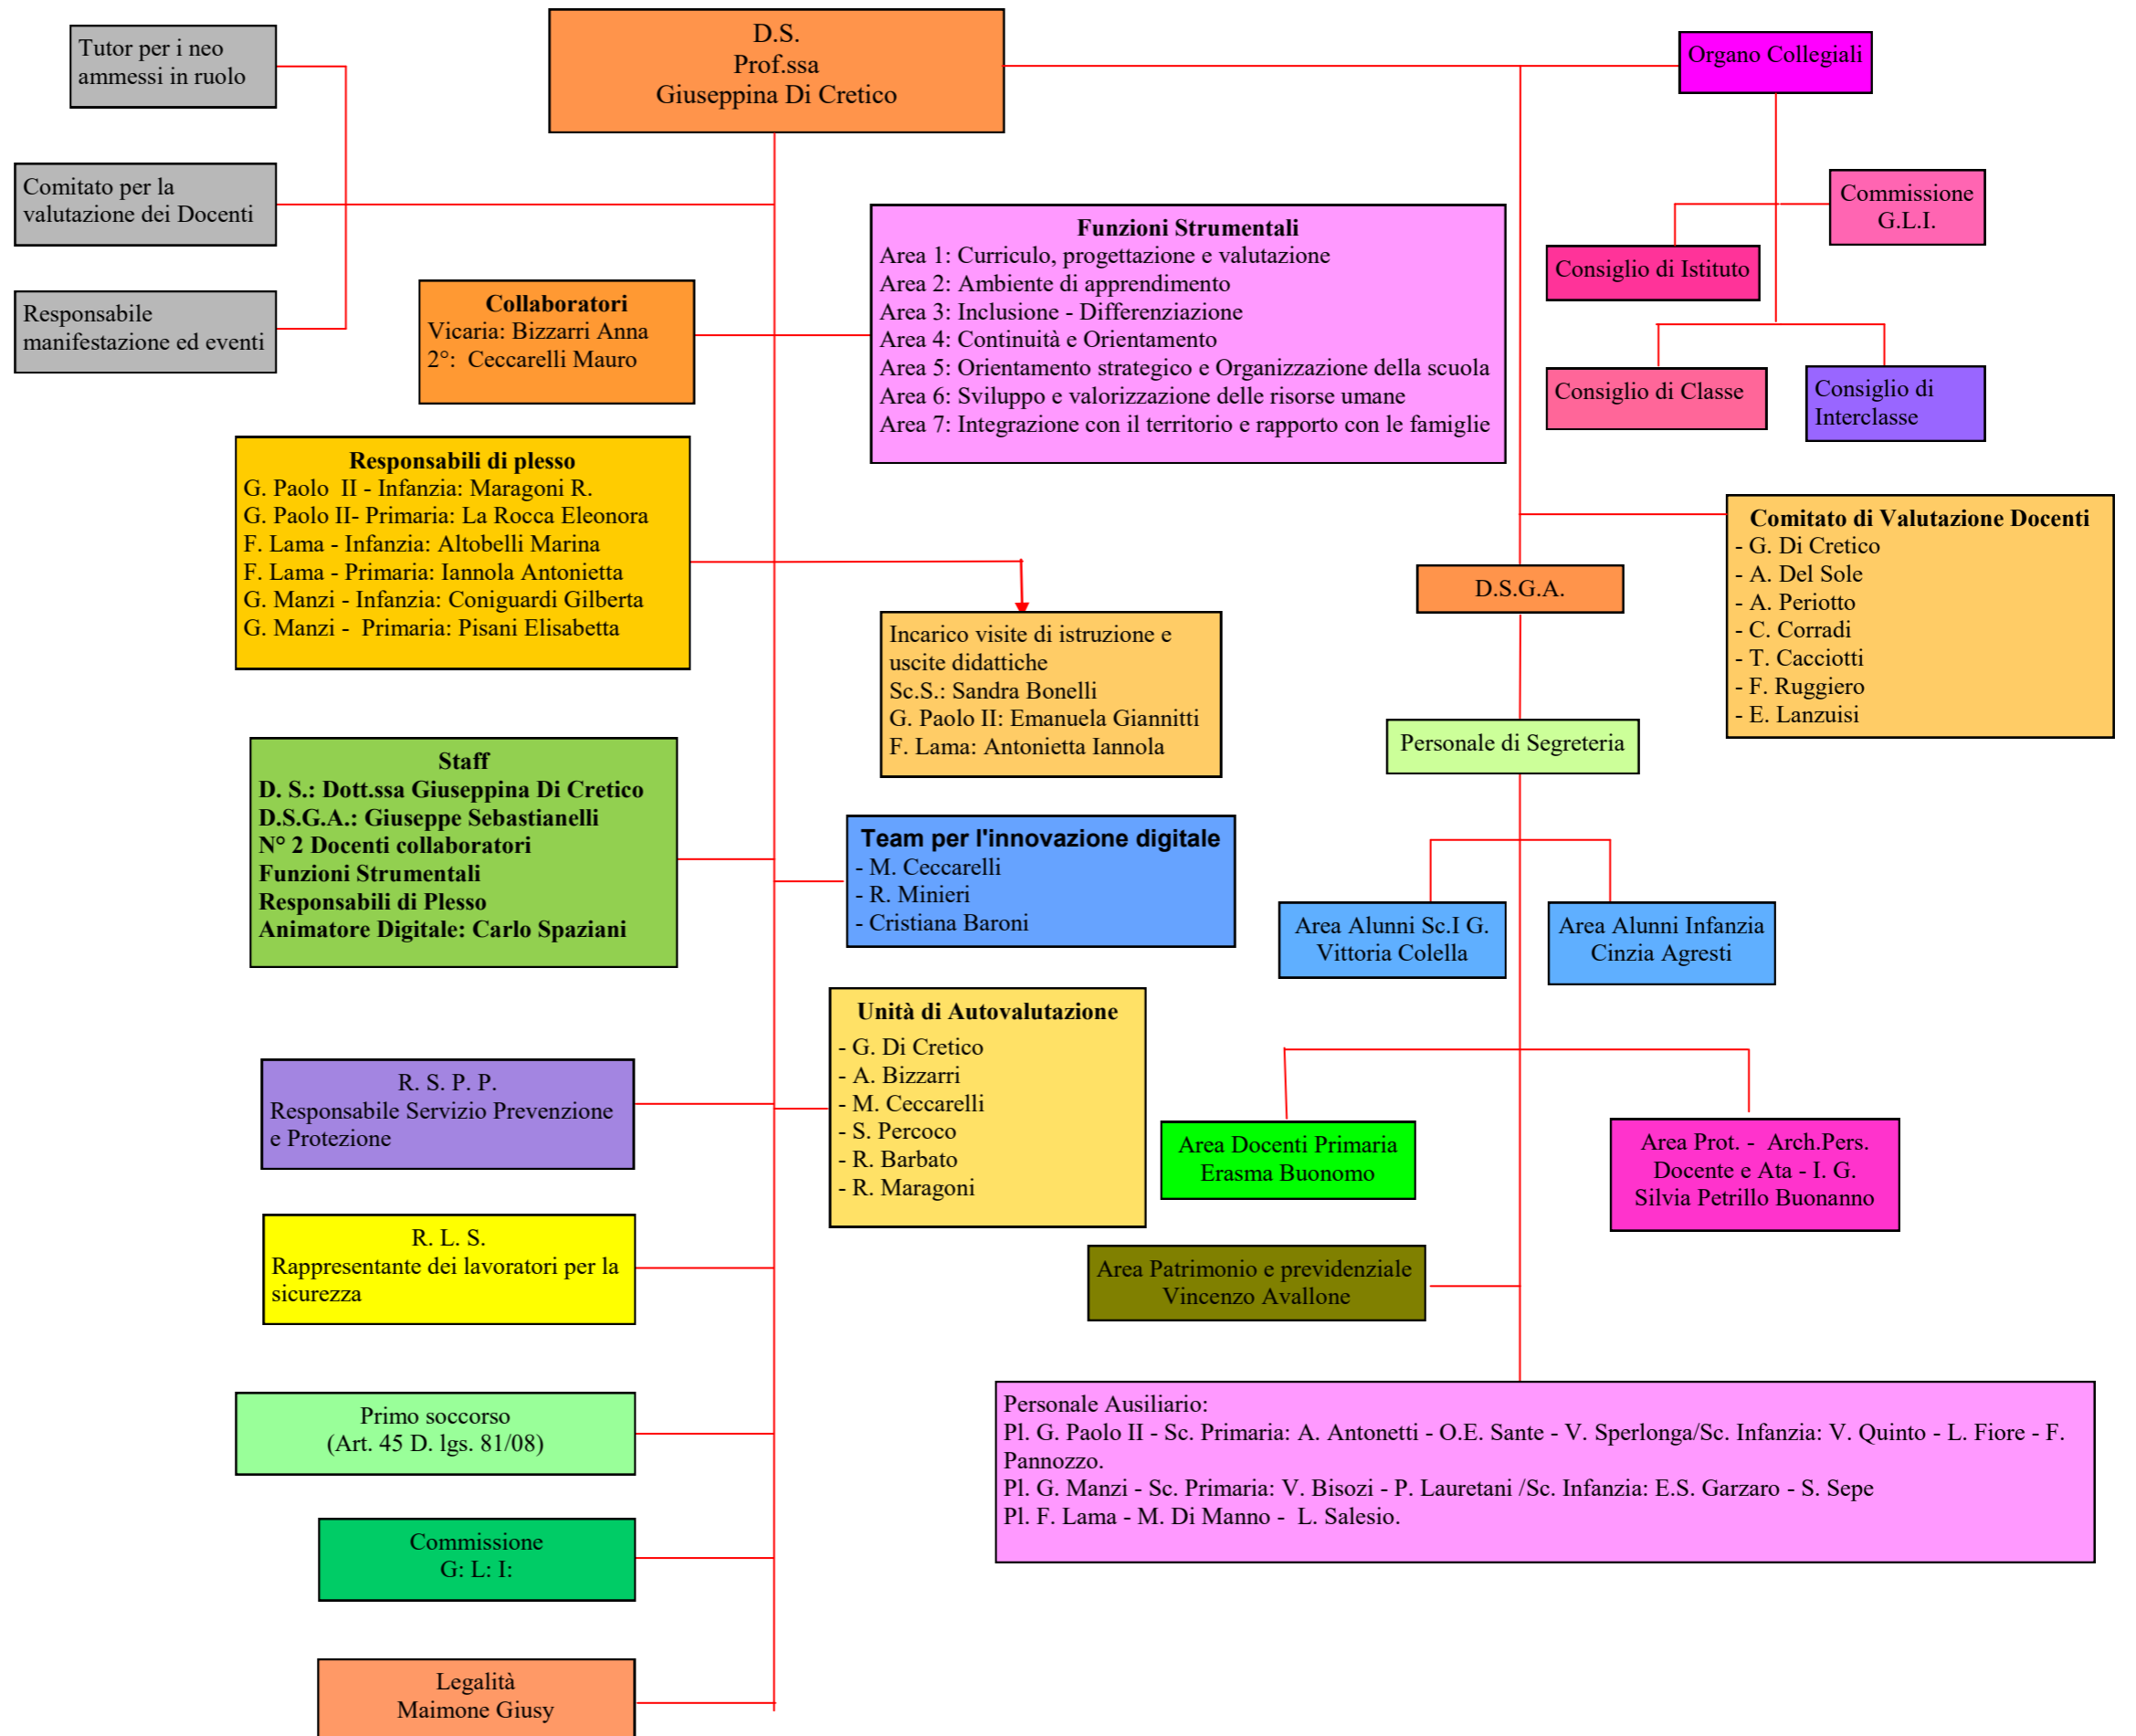 Tutor per i neo
ammessi in ruolo
D.S.
Prof.ssa
Giuseppina Di Cretico
Organo Collegiali
Comitato per la
valutazione dei Docenti
Commissione
G.L.I.
Consiglio di Istituto
Responsabile
manifestazione ed eventi
Collaboratori
Vicaria: Bizzarri Anna
2°:  Ceccarelli Mauro
Funzioni Strumentali
Area 1: Curriculo, progettazione e valutazione
Area 2: Ambiente di apprendimento
Area 3: Inclusione - Differenziazione
Area 4: Continuità e Orientamento
Area 5: Orientamento strategico e Organizzazione della scuola
Area 6: Sviluppo e valorizzazione delle risorse umane
Area 7: Integrazione con il territorio e rapporto con le famiglie
Consiglio di Classe
Consiglio di
Interclasse
Responsabili di plesso
G. Paolo  II - Infanzia: Maragoni R.
G. Paolo II- Primaria: La Rocca Eleonora
F. Lama - Infanzia: Altobelli Marina
F. Lama - Primaria: Iannola Antonietta
G. Manzi - Infanzia: Coniguardi Gilberta
G. Manzi -  Primaria: Pisani Elisabetta
Comitato di Valutazione Docenti
- G. Di Cretico
- A. Del Sole
- A. Periotto
- C. Corradi
- T. Cacciotti
- F. Ruggiero
- E. Lanzuisi
D.S.G.A.
Incarico visite di istruzione e
uscite didattiche
Sc.S.: Sandra Bonelli
G. Paolo II: Emanuela Giannitti
F. Lama: Antonietta Iannola
Personale di Segreteria
Staff
D. S.: Dott.ssa Giuseppina Di Cretico
D.S.G.A.: Giuseppe Sebastianelli
N° 2 Docenti collaboratori
Funzioni Strumentali
Responsabili di Plesso
Animatore Digitale: Carlo Spaziani
Team per l'innovazione digitale
- M. Ceccarelli
- R. Minieri
- Cristiana Baroni
Area Alunni Sc.I G.
Vittoria Colella
Area Alunni Infanzia
Cinzia Agresti
Unità di Autovalutazione
- G. Di Cretico
- A. Bizzarri
- M. Ceccarelli
- S. Percoco
- R. Barbato
- R. Maragoni
R. S. P. P.
Responsabile Servizio Prevenzione
e Protezione
Area Docenti Primaria
Erasma Buonomo
Area Prot. -  Arch.Pers.
Docente e Ata - I. G.
Silvia Petrillo Buonanno
R. L. S.
Rappresentante dei lavoratori per la
sicurezza
Area Patrimonio e previdenziale
Vincenzo Avallone
Primo soccorso
(Art. 45 D. lgs. 81/08)
Personale Ausiliario:
Pl. G. Paolo II - Sc. Primaria: A. Antonetti - O.E. Sante - V. Sperlonga/Sc. Infanzia: V. Quinto - L. Fiore - F.
Pannozzo.
Pl. G. Manzi - Sc. Primaria: V. Bisozi - P. Lauretani /Sc. Infanzia: E.S. Garzaro - S. Sepe
Pl. F. Lama - M. Di Manno -  L. Salesio.
Commissione
G: L: I:
Legalità
Maimone Giusy